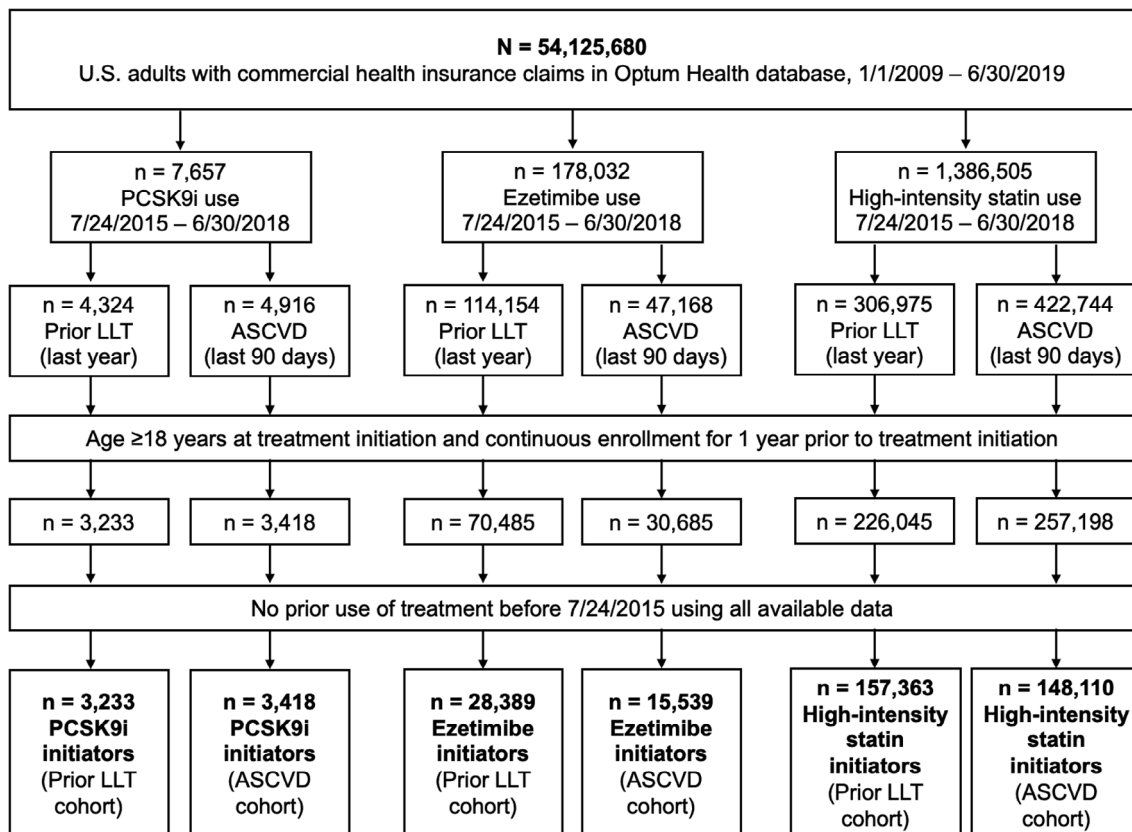 N = 54,125,680
U.S. adults with commercial health insurance claims in Optum Health database, 1/1/2009 – 6/30/2019
n = 7,657
PCSK9i use
7/24/2015 – 6/30/2018
n = 178,032
Ezetimibe use
7/24/2015 – 6/30/2018
n = 1,386,505
High-intensity statin use
7/24/2015 – 6/30/2018
n = 4,324
Prior LLT
(last year)
n = 4,916
ASCVD
(last 90 days)
n = 114,154
Prior LLT
(last year)
n = 47,168
ASCVD
(last 90 days)
n = 306,975
Prior LLT
(last year)
n = 422,744
ASCVD
(last 90 days)
Age ≥18 years at treatment initiation and continuous enrollment for 1 year prior to treatment initiation
n = 3,233
n = 3,418
n = 70,485
n = 30,685
n = 226,045
n = 257,198
No prior use of treatment before 7/24/2015 using all available data
n = 3,233
PCSK9i
initiators
(Prior LLT
cohort)
n = 3,418
PCSK9i
initiators
(ASCVD
cohort)
n = 28,389
Ezetimibe
initiators
(Prior LLT
cohort)
n = 15,539
Ezetimibe
initiators
(ASCVD
cohort)
n = 157,363
High-intensity
statin
initiators
(Prior LLT
cohort)
n = 148,110
High-intensity
statin
initiators
(ASCVD
cohort)